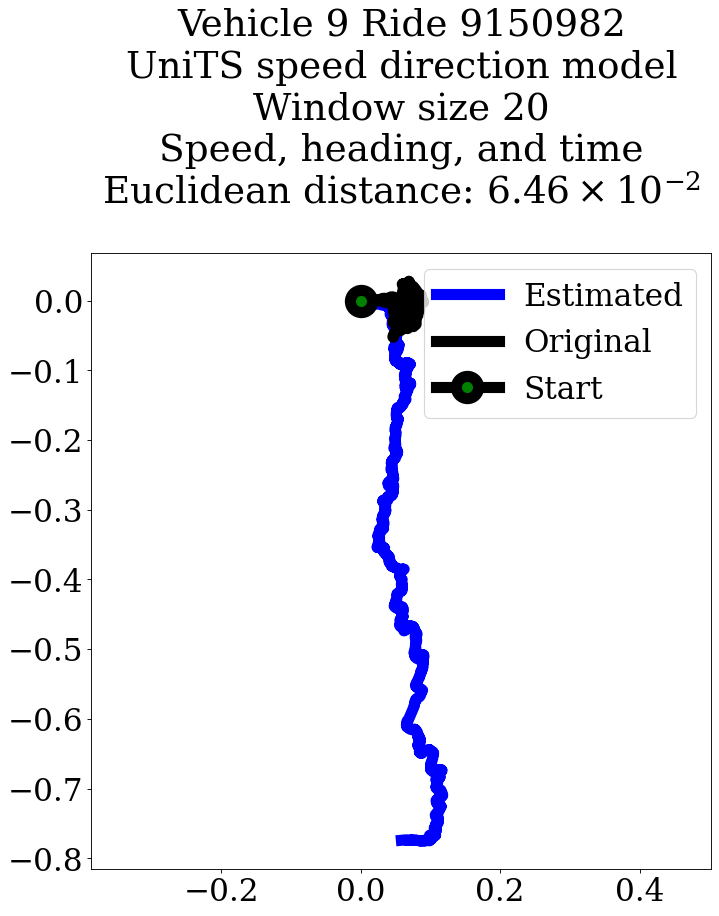 Vehicle 9 Ride 9150982
UniTS speed direction model
Window size 20
Speed, heading, and time
Euclidean distance: 6.46 × 10⁻²
Estimated
Original
Start
0.0
−0.1
−0.2
−0.3
−0.4
−0.5
−0.6
−0.7
−0.8
−0.2 0.0 0.2 0.4